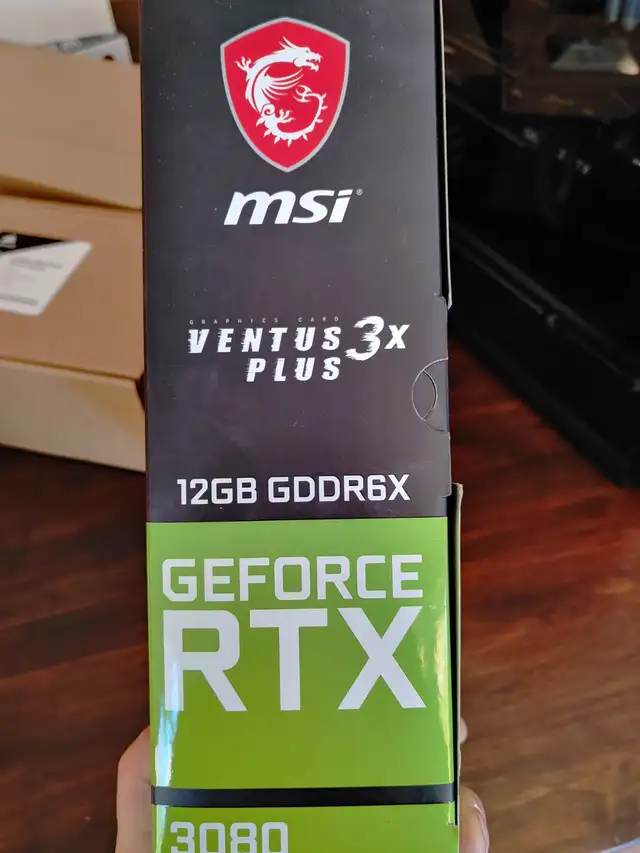 msi®
GRAPHICS CARD
VENTUS 3X
PLUS
12GB GDDR6X
GEFORCE
RTX
3080